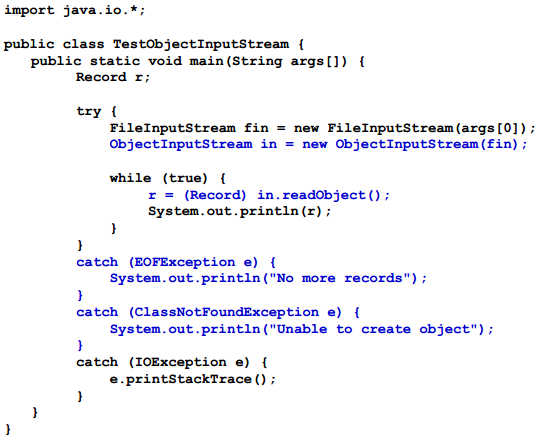 import java.io.*;

public class TestObjectInputStream {
   public static void main(String args[]) {
        Record r;

        try {
            FileInputStream fin = new FileInputStream(args[0]);
            ObjectInputStream in = new ObjectInputStream(fin);

            while (true) {
                r = (Record) in.readObject();
                System.out.println(r);
            }
        }
        catch (EOFException e) {
            System.out.println("No more records");
        }
        catch (ClassNotFoundException e) {
            System.out.println("Unable to create object");
        }
        catch (IOException e) {
            e.printStackTrace();
        }
   }
}